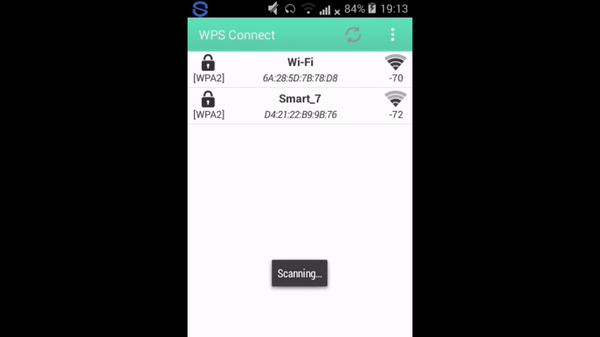 84% 19:13
WPS Connect
Wi-Fi
[WPA2] 6A:28:5D:7B:78:D8 -70
Smart_7
[WPA2] D4:21:22:B9:9B:76 -72
Scanning...